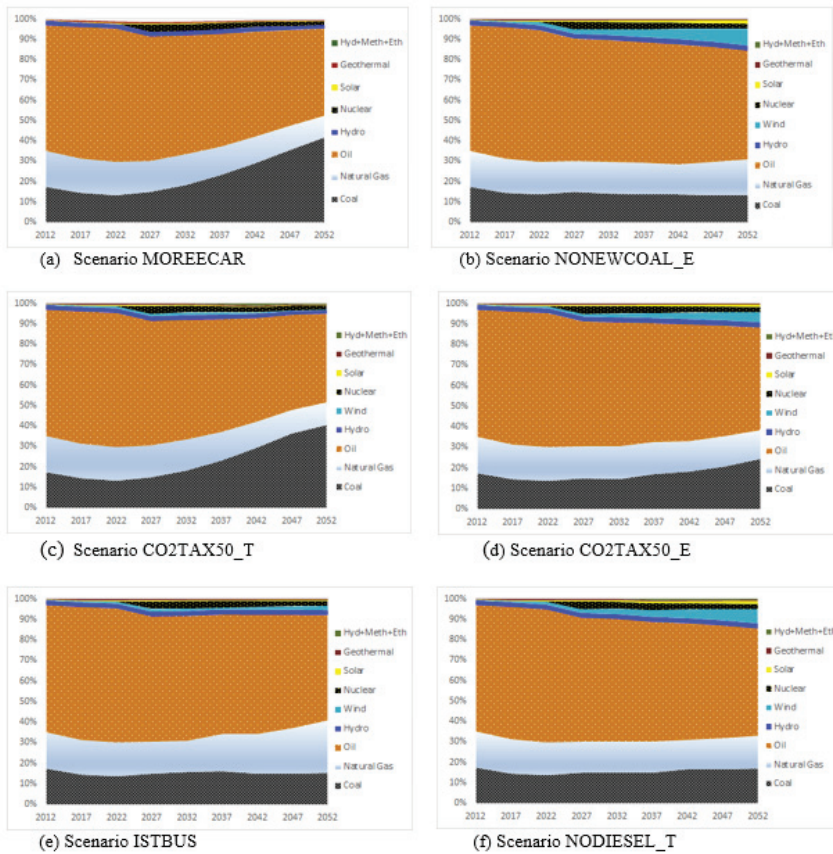 100%
90%
80%
70%
60%
50%
40%
30%
20%
10%
0%
2012 2017 2022 2027 2032 2037 2042 2047 2052
Hyd+Meth+Eth
Geothermal
Solar
Nuclear
Hydro
Oil
Natural Gas
Coal
(a) Scenario MOREECAR
100%
90%
80%
70%
60%
50%
40%
30%
20%
10%
0%
2012 2017 2022 2027 2032 2037 2042 2047 2052
Hyd+Meth+Eth
Geothermal
Solar
Nuclear
Wind
Hydro
Oil
Natural Gas
Coal
(b) Scenario NONEWCOAL_E
100%
90%
80%
70%
60%
50%
40%
30%
20%
10%
0%
2012 2017 2022 2027 2032 2037 2042 2047 2052
Hyd+Meth+Eth
Geothermal
Solar
Nuclear
Wind
Hydro
Oil
Natural Gas
Coal
(c) Scenario CO2TAX50_T
100%
90%
80%
70%
60%
50%
40%
30%
20%
10%
0%
2012 2017 2022 2027 2032 2037 2042 2047 2052
Hyd+Meth+Eth
Geothermal
Solar
Nuclear
Wind
Hydro
Oil
Natural Gas
Coal
(d) Scenario CO2TAX50_E
100%
90%
80%
70%
60%
50%
40%
30%
20%
10%
0%
2012 2017 2022 2027 2032 2037 2042 2047 2052
Hyd+Meth+Eth
Geothermal
Solar
Nuclear
Wind
Hydro
Oil
Natural Gas
Coal
(e) Scenario ISTBUS
100%
90%
80%
70%
60%
50%
40%
30%
20%
10%
0%
2012 2017 2022 2027 2032 2037 2042 2047 2052
Hyd+Meth+Eth
Geothermal
Solar
Nuclear
Wind
Hydro
Oil
Natural Gas
Coal
(f) Scenario NODIESEL_T